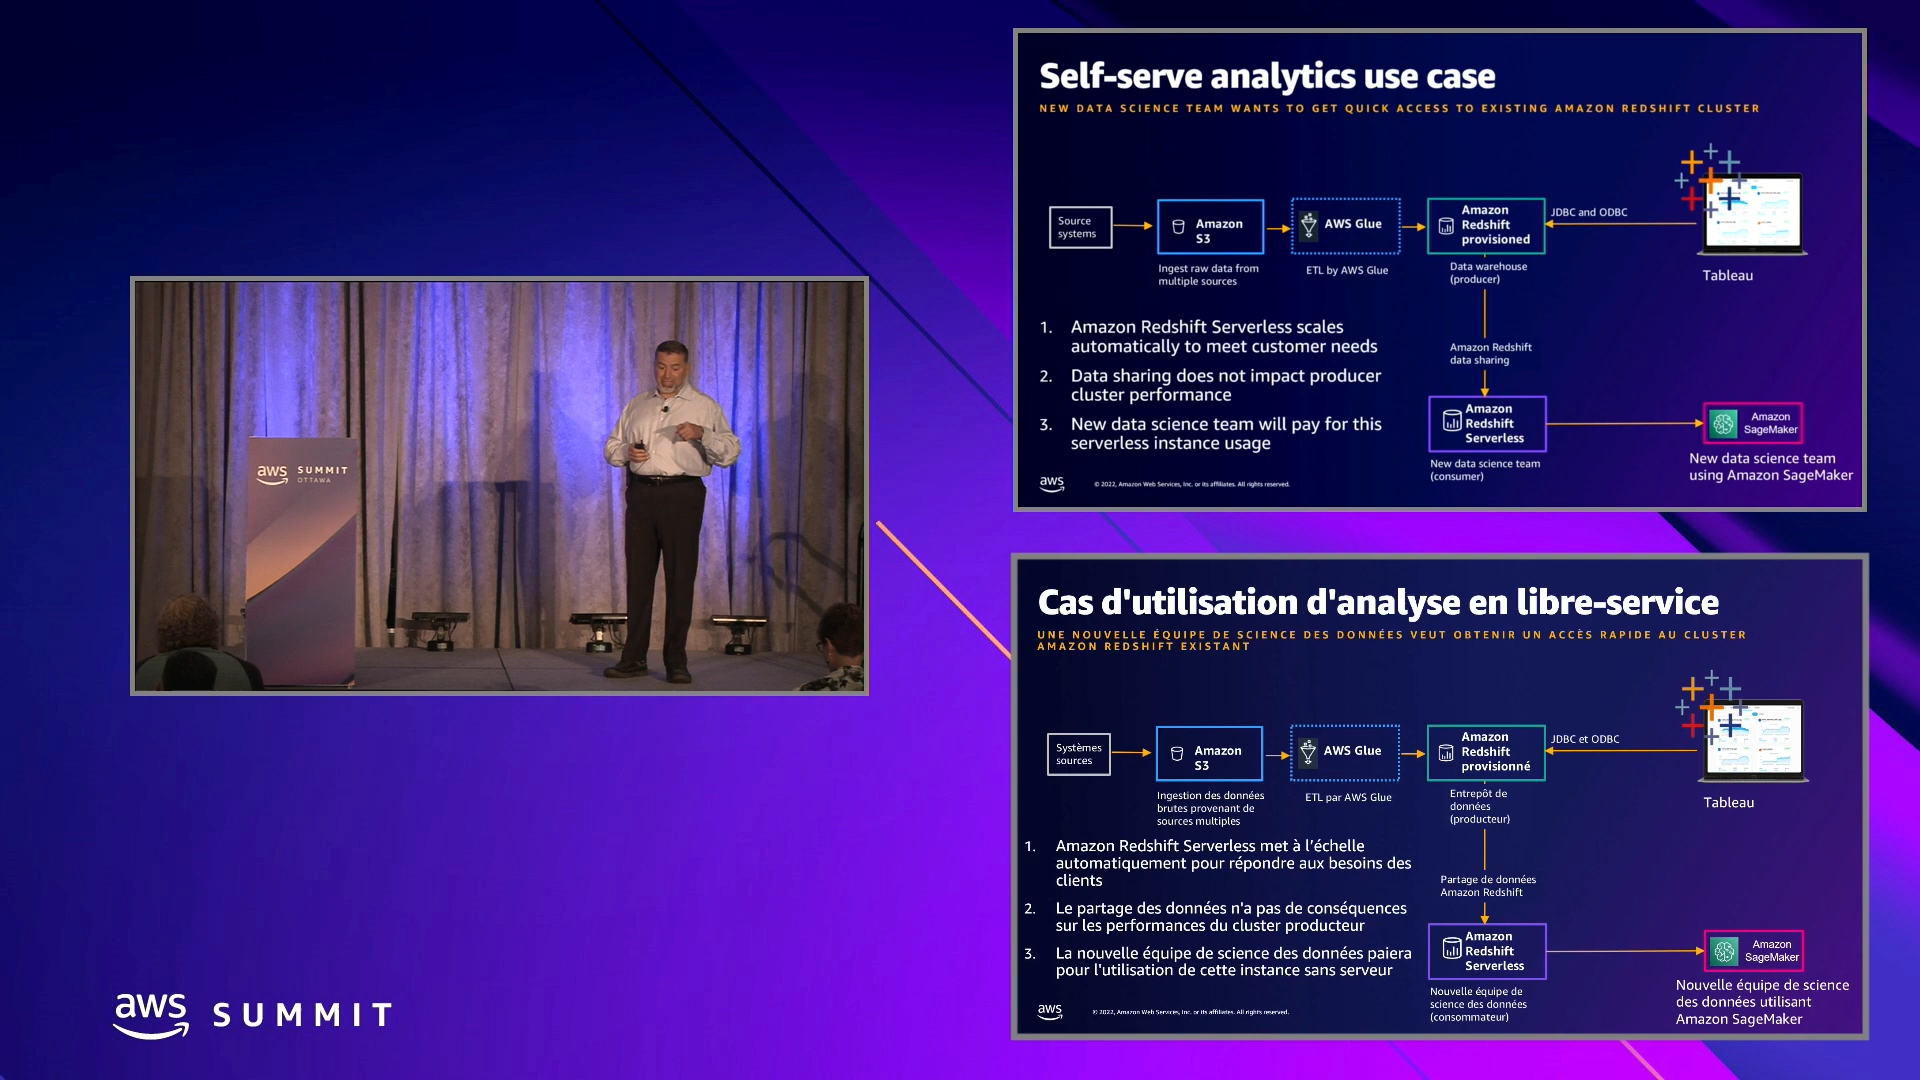 Self-serve analytics use case
NEW DATA SCIENCE TEAM WANTS TO GET QUICK ACCESS TO EXISTING AMAZON REDSHIFT CLUSTER
Source
systems
Amazon
S3
Ingest raw data from
multiple sources
AWS Glue
ETL by AWS Glue
Amazon
Redshift
provisioned
Data warehouse
(producer)
JDBC and ODBC
Tableau
1. Amazon Redshift Serverless scales
automatically to meet customer needs
2. Data sharing does not impact producer
cluster performance
3. New data science team will pay for this
serverless instance usage
Amazon Redshift
data sharing
Amazon
Redshift
Serverless
New data science team
(consumer)
Amazon
SageMaker
New data science team
using Amazon SageMaker
aws
© 2022, Amazon Web Services, Inc. or its affiliates. All rights reserved.
aws SUMMIT
OTTAWA
Cas d'utilisation d'analyse en libre-service
UNE NOUVELLE ÉQUIPE DE SCIENCE DES DONNÉES VEUT OBTENIR UN ACCÈS RAPIDE AU CLUSTER
AMAZON REDSHIFT EXISTANT
Systèmes
sources
Amazon
S3
Ingestion des données
brutes provenant de
sources multiples
AWS Glue
ETL par AWS Glue
Amazon
Redshift
provisionné
Entrepôt de
données
(producteur)
JDBC et ODBC
Tableau
1. Amazon Redshift Serverless met à l'échelle
automatiquement pour répondre aux besoins des
clients
2. Le partage des données n'a pas de conséquences
sur les performances du cluster producteur
3. La nouvelle équipe de science des données paiera
pour l'utilisation de cette instance sans serveur
Partage de données
Amazon Redshift
Amazon
Redshift
Serverless
Nouvelle équipe de
science des données
(consommateur)
Amazon
SageMaker
Nouvelle équipe de science
des données utilisant
Amazon SageMaker
aws
© 2022, Amazon Web Services, Inc. or its affiliates. All rights reserved.
aws SUMMIT